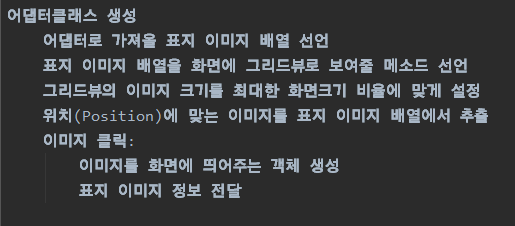 어댑터클래스 생성
어댑터로 가져올 표지 이미지 배열 선언
표지 이미지 배열을 화면에 그리드뷰로 보여줄 메소드 선언
그리드뷰의 이미지 크기를 최대한 화면크기 비율에 맞게 설정
위치(Position)에 맞는 이미지를 표지 이미지 배열에서 추출
이미지 클릭:
이미지를 화면에 띄어주는 객체 생성
표지 이미지 정보 전달